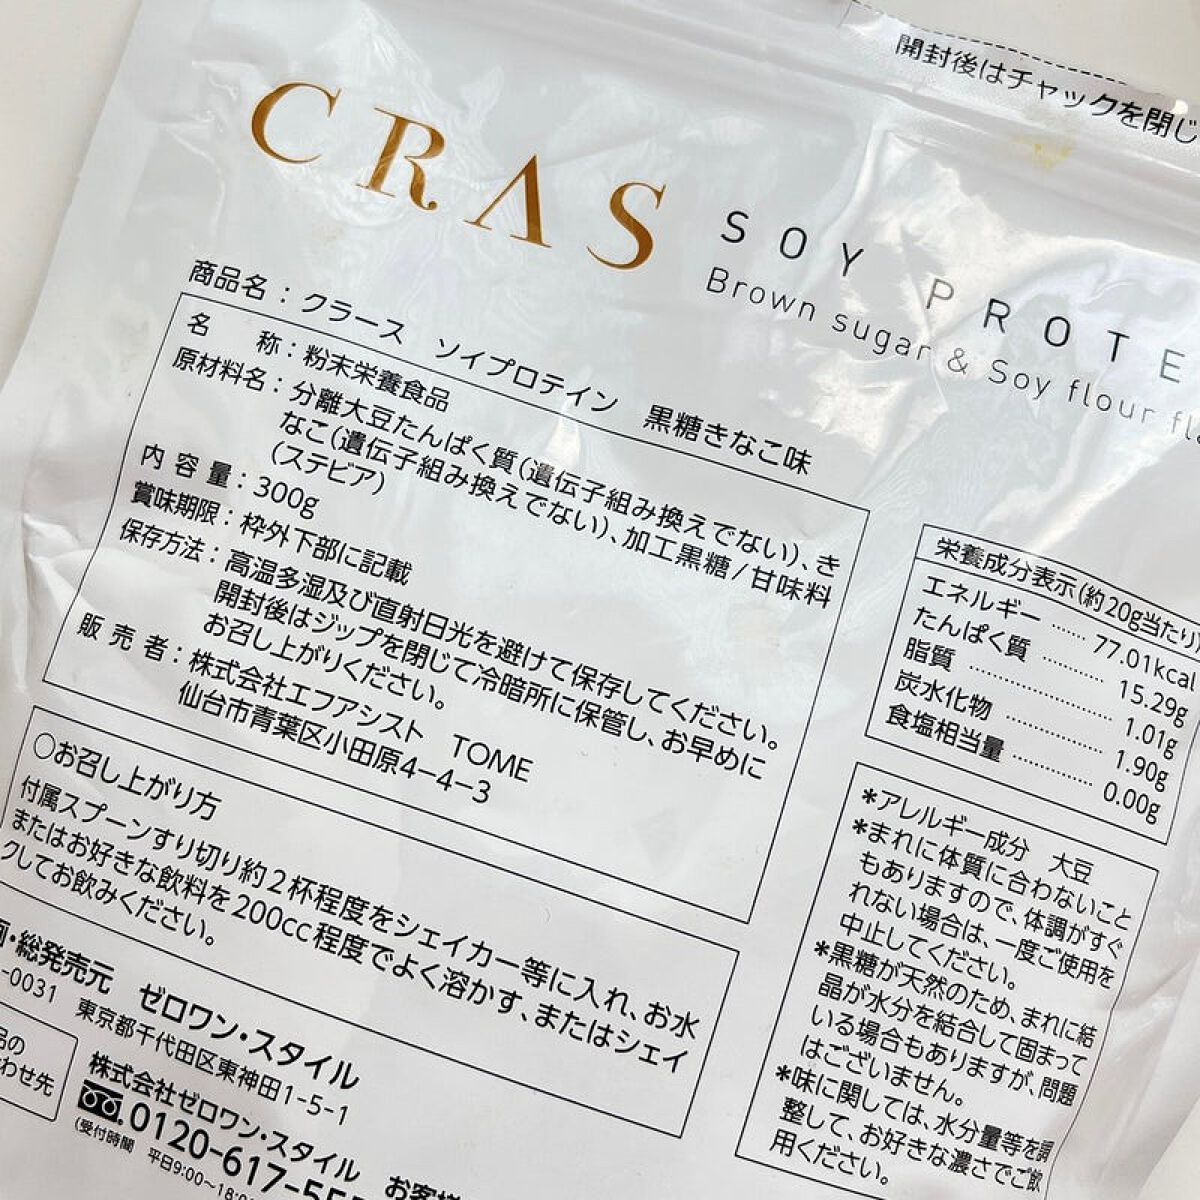 開封後はチャックを閉じ
CRAS
SOY PROTE
Brown sugar & Soy flour fla
商品名：クラース ソイプロテイン 黒糖きなこ味
名 称：粉末栄養食品
原材料名：分離大豆たんぱく質(遺伝子組み換えでない)、き
なこ(遺伝子組み換えでない)、加工黒糖/甘味料
(ステビア)
内容量：300g
賞味期限：枠外下部に記載
保存方法：高温多湿及び直射日光を避けて保存してください。
開封後はジップを閉じて冷暗所に保管し、お早めに
お召し上がりください。
販売者：株式会社エフアシスト TOME
仙台市青葉区小田原4-4-3
栄養成分表示(約20g当たり)
エネルギー ...... 77.01kcal
たんぱく質 ............ 15.29g
脂質 .................. 1.01g
炭水化物 ............ 1.90g
食塩相当量 .......... 0.00g
○お召し上がり方
付属スプーンすり切り約2杯程度をシェイカー等に入れ、お水
またはお好きな飲料を200cc程度でよく溶かす、またはシェイ
クしてお飲みください。
*アレルギー成分 大豆
*まれに体質に合わないこと
もありますので、体調がすぐ
れない場合は、一度ご使用を
中止してください。
*黒糖が天然のため、まれに結
晶が水分を結合して固まって
いる場合もありますが、問題
はございません。
*味に関しては、水分量等を調
整して、お好きな濃さでご飲
用ください。
画・総発売元 ゼロワン・スタイル
-0031 東京都千代田区東神田1-5-1
株式会社ゼロワン・スタイル お客様
品の
わせ先
0120-617-555
(受付時間 平日9:00~18:00